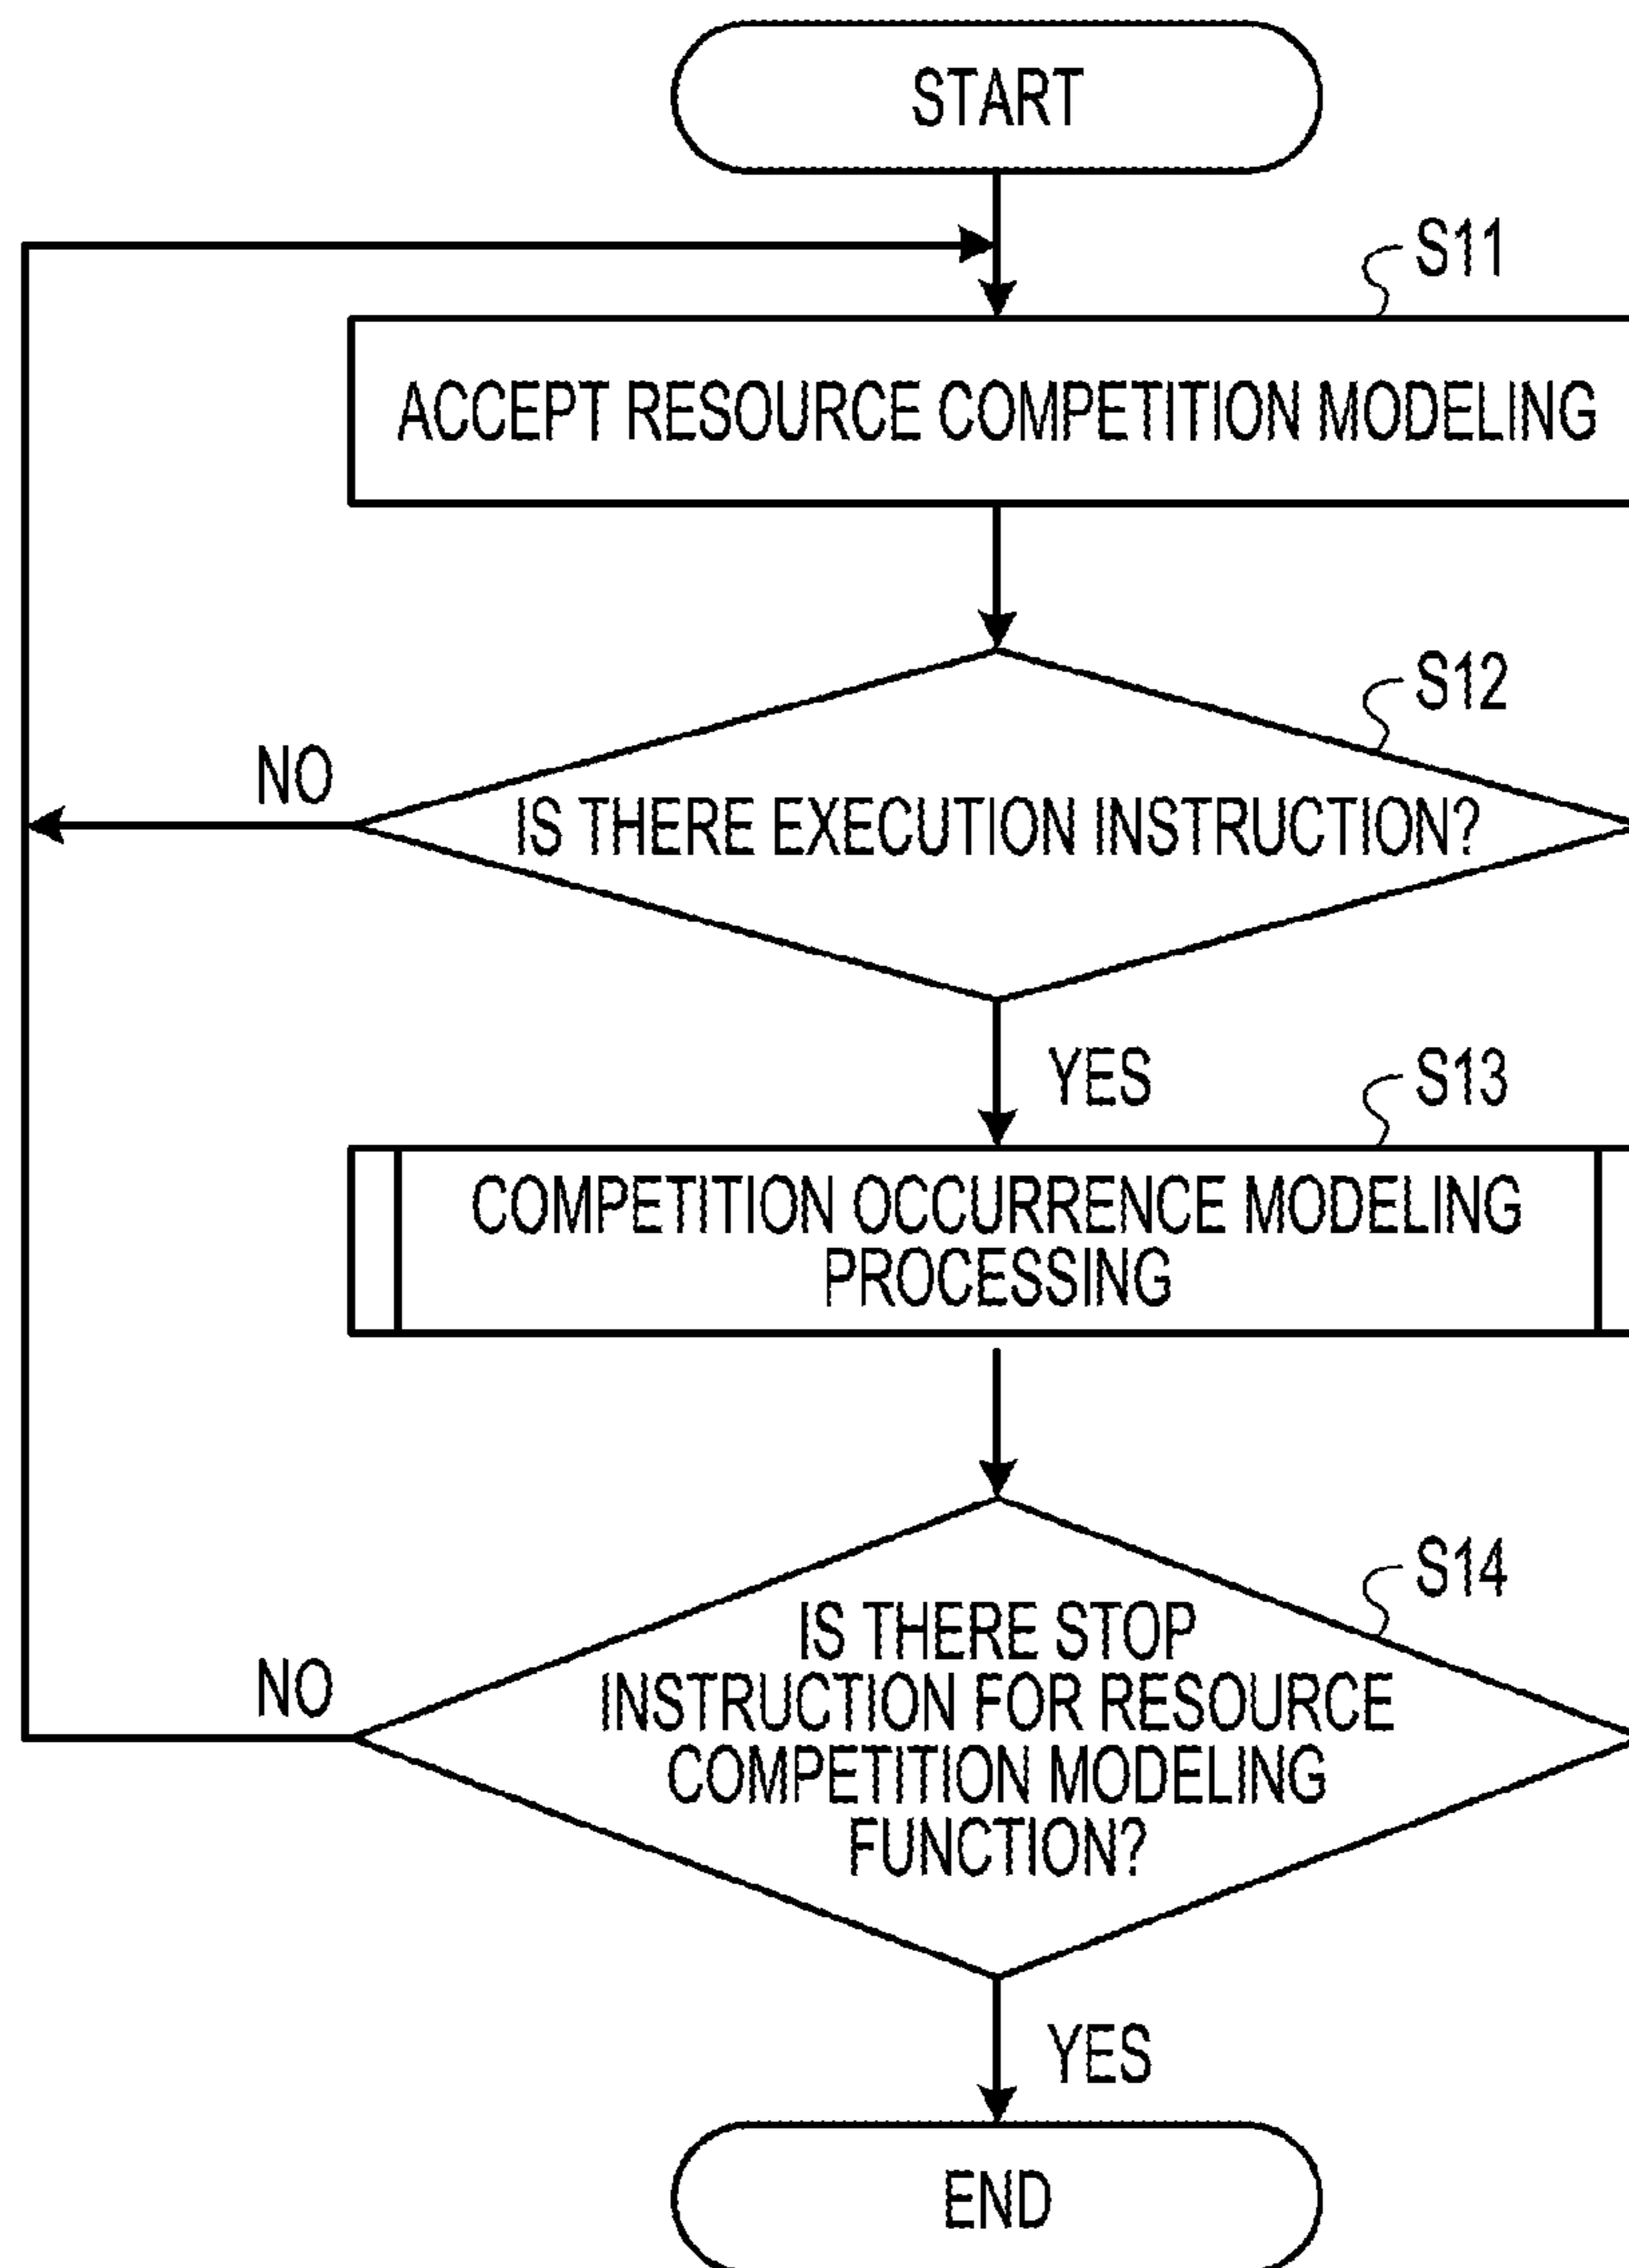 START
S11
ACCEPT RESOURCE COMPETITION MODELING
S12
NO
IS THERE EXECUTION INSTRUCTION?
YES
S13
COMPETITION OCCURRENCE MODELING
PROCESSING
S14
IS THERE STOP
NO
INSTRUCTION FOR RESOURCE
COMPETITION MODELING
FUNCTION?
YES
END